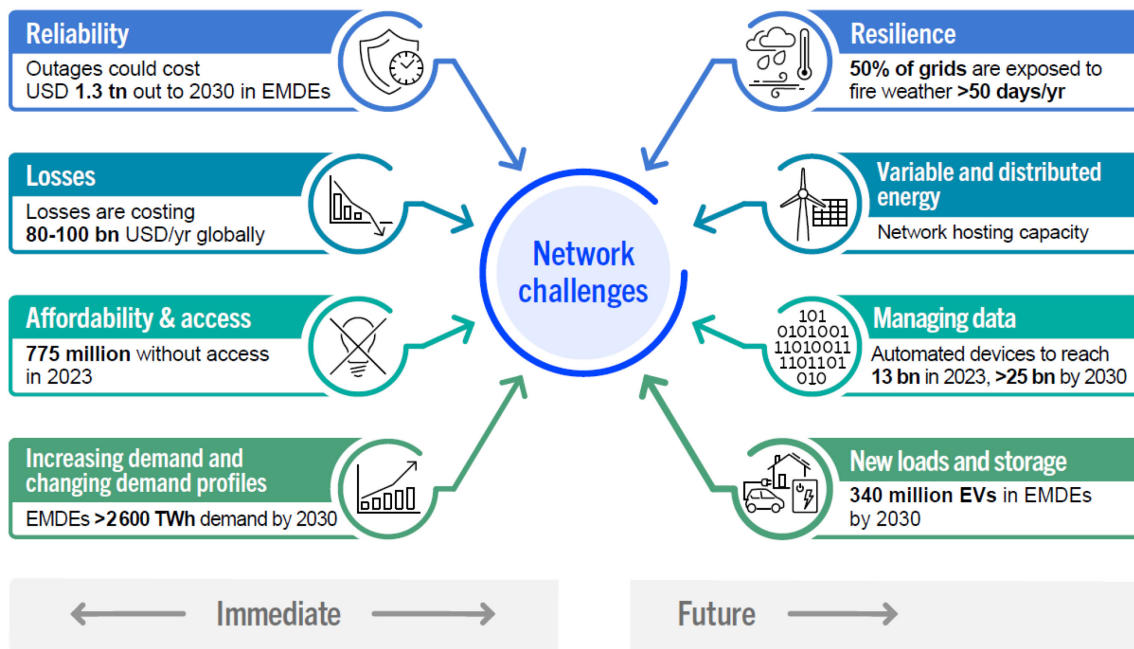 Reliability
Outages could cost
USD 1.3 tn out to 2030 in EMDEs
Losses
Losses are costing
80-100 bn USD/yr globally
Affordability & access
775 million without access
in 2023
Increasing demand and
changing demand profiles
EMDEs >2 600 TWh demand by 2030
Network
challenges
Resilience
50% of grids are exposed to
fire weather >50 days/yr
Variable and distributed
energy
Network hosting capacity
101
0101001
11010011
1101101
010
Managing data
Automated devices to reach
13 bn in 2023, >25 bn by 2030
New loads and storage
340 million EVs in EMDEs
by 2030
Immediate
Future